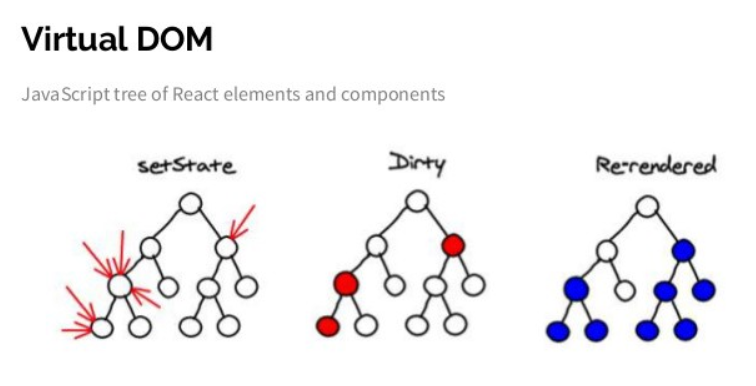 Virtual DOM
JavaScript tree of React elements and components
setState
Dirty
Re-rendered